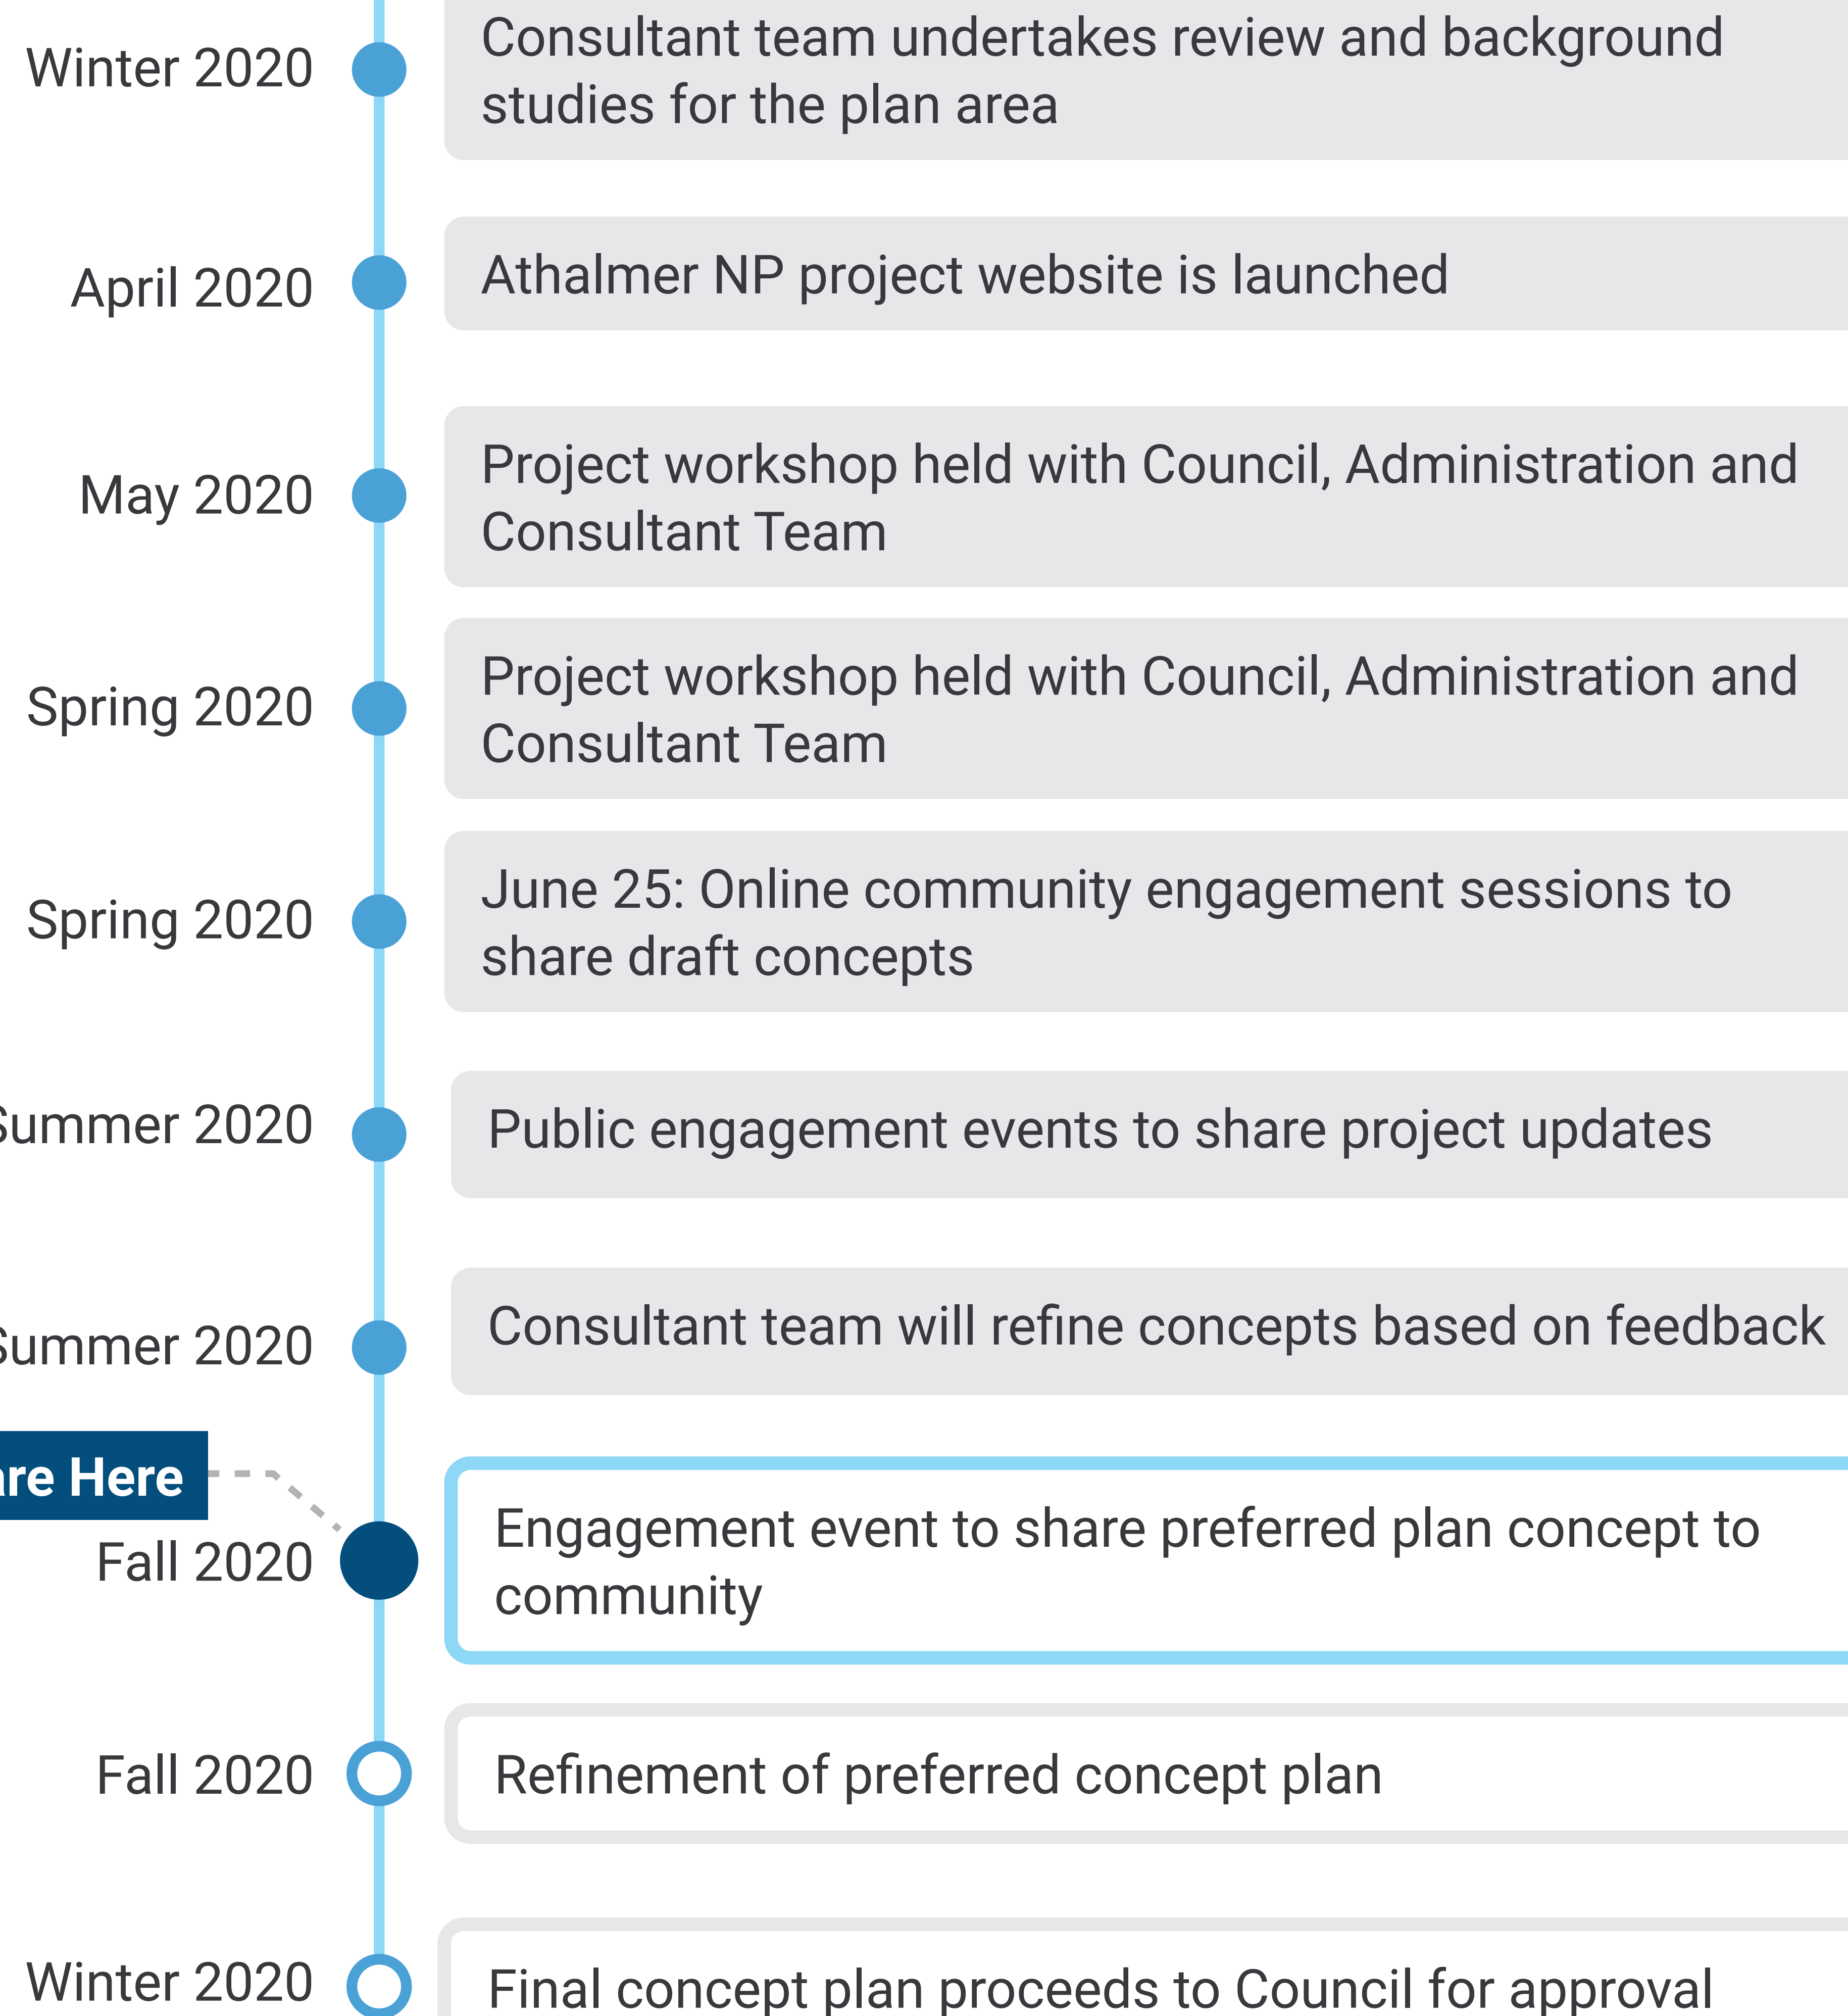 Winter 2020
Consultant team undertakes review and background
studies for the plan area
April 2020
Athalmer NP project website is launched
May 2020
Project workshop held with Council, Administration and
Consultant Team
Spring 2020
Project workshop held with Council, Administration and
Consultant Team
Spring 2020
June 25: Online community engagement sessions to
share draft concepts
Summer 2020
Public engagement events to share project updates
Summer 2020
Consultant team will refine concepts based on feedback
are Here
Fall 2020
Engagement event to share preferred plan concept to
community
Fall 2020
Refinement of preferred concept plan
Winter 2020
Final concept plan proceeds to Council for approval